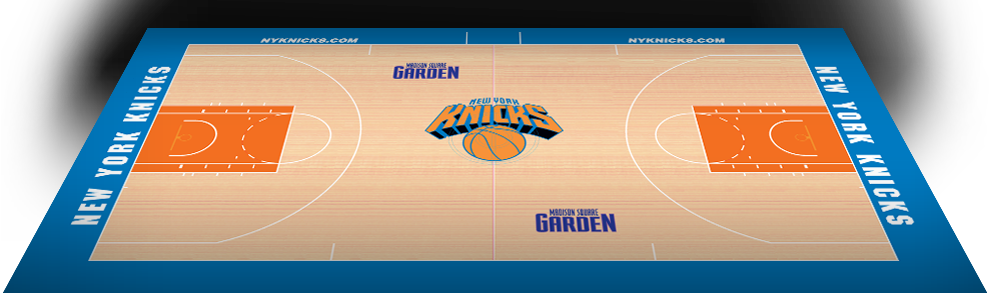 NYKNICKS.COM
NYKNICKS.COM
MADISON SQUARE
GARDEN
NEW YORK KNICKS
NEW YORK
KNICKS
NEW YORK KNICKS
MADISON SQUARE
GARDEN